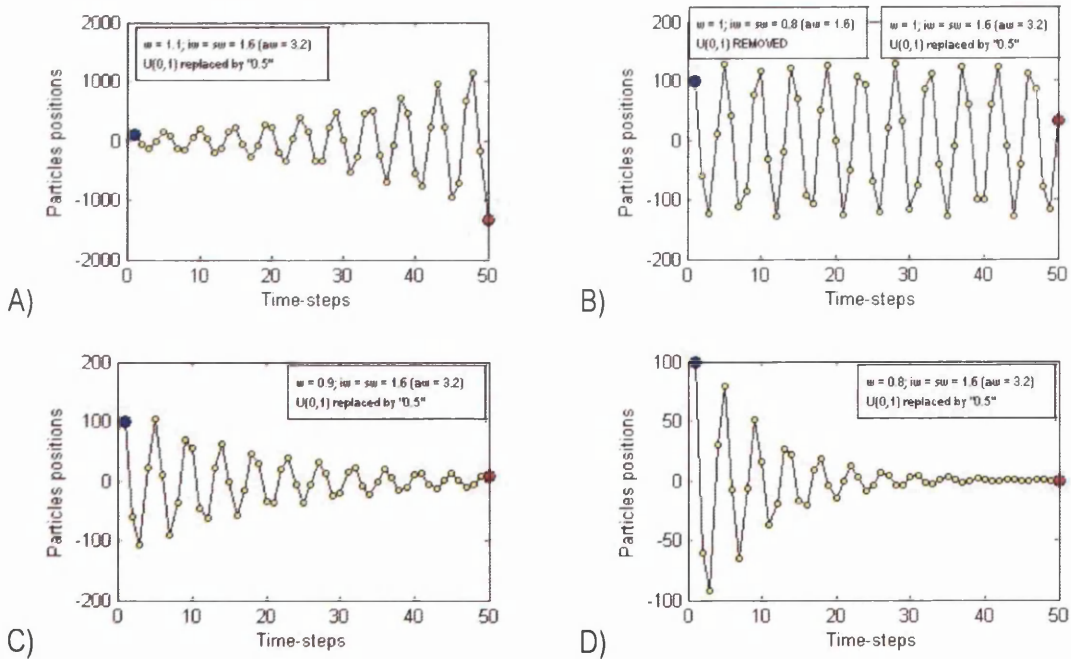 2000
1000
0
-1000
-2000
Particles positions
w = 1.1; iw = sw = 1.6 (aw = 3.2)
U(0,1) replaced by "0.5"
0 10 20 30 40 50
Time-steps
A)
200
100
0
-100
-200
Particles positions
w = 1; iw = sw = 0.8 (aw = 1.6)
U(0,1) REMOVED
w = 1; iw = sw = 1.6 (aw = 3.2)
U(0,1) replaced by "0.5"
0 10 20 30 40 50
Time-steps
B)
200
100
0
-100
-200
Particles positions
w = 0.9; iw = sw = 1.6 (aw = 3.2)
U(0,1) replaced by "0.5"
0 10 20 30 40 50
Time-steps
C)
100
50
0
-50
-100
Particles positions
w = 0.8; iw = sw = 1.6 (aw = 3.2)
U(0,1) replaced by "0.5"
0 10 20 30 40 50
Time-steps
D)